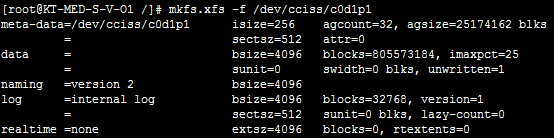 [root@KT-MED-S-V-O1 /]# mkfs.xfs -f /dev/cciss/c0d1p1
meta-data=/dev/cciss/c0d1p1 isize=256 agcount=32, agsize=25174162 blks
= sectsz=512 attr=0
data = bsize=4096 blocks=805573184, imaxpct=25
= sunit=0 swidth=0 blks, unwritten=1
naming =version 2 bsize=4096
log =internal log bsize=4096 blocks=32768, version=1
= sectsz=512 sunit=0 blks, lazy-count=0
realtime =none extsz=4096 blocks=0, rtextents=0